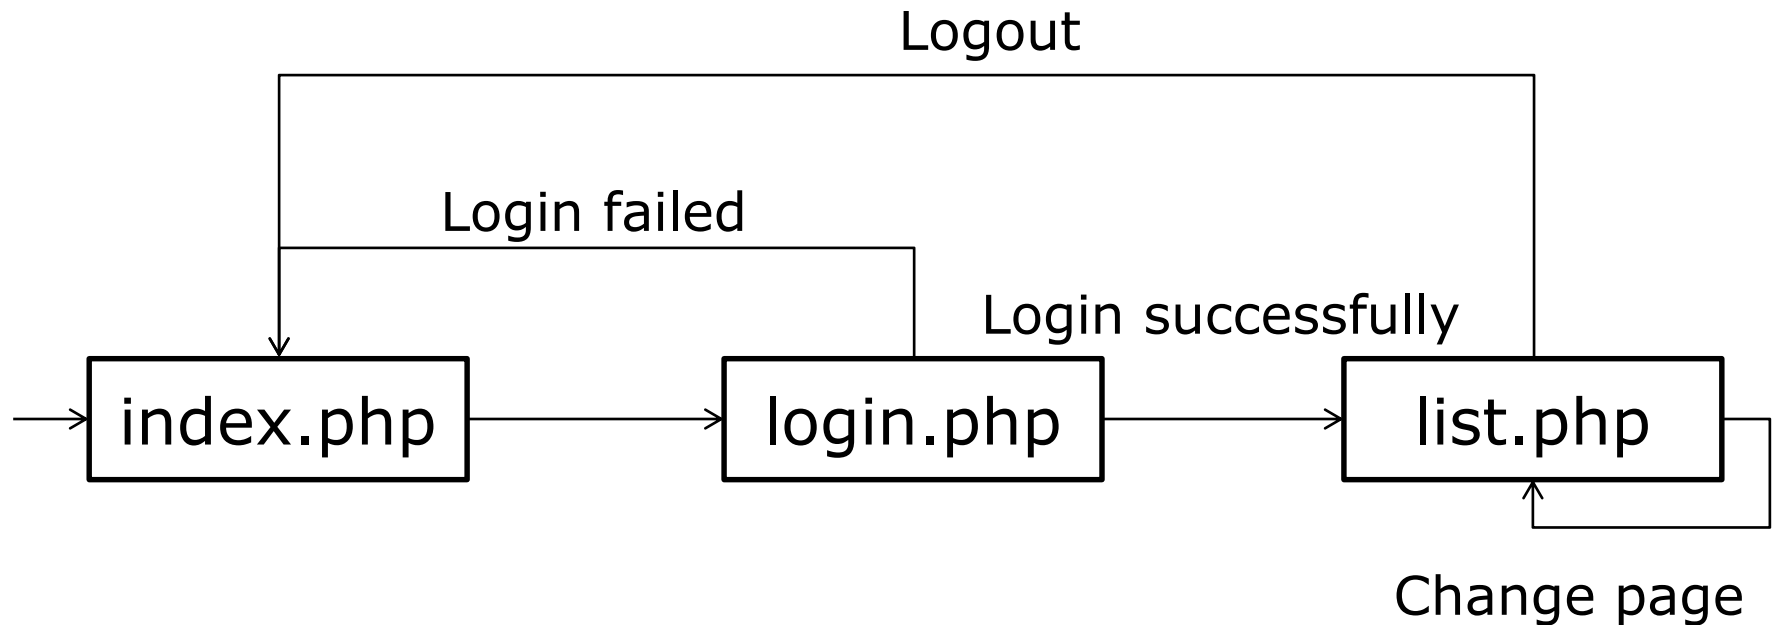 Logout
Login failed
Login successfully
index.php
login.php
list.php
Change page